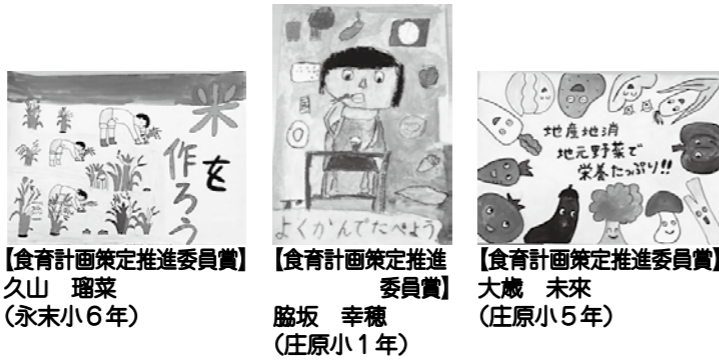 米を
作ろう
【食育計画策定推進委員賞】
久山　瑠菜
（永末小６年）
よくかんでたべよう
【食育計画策定推進
委員賞】
脇坂　幸穂
（庄原小１年）
地産地消
地元野菜で
栄養たっぷり!!
【食育計画策定推進委員賞】
大歳　未來
（庄原小５年）